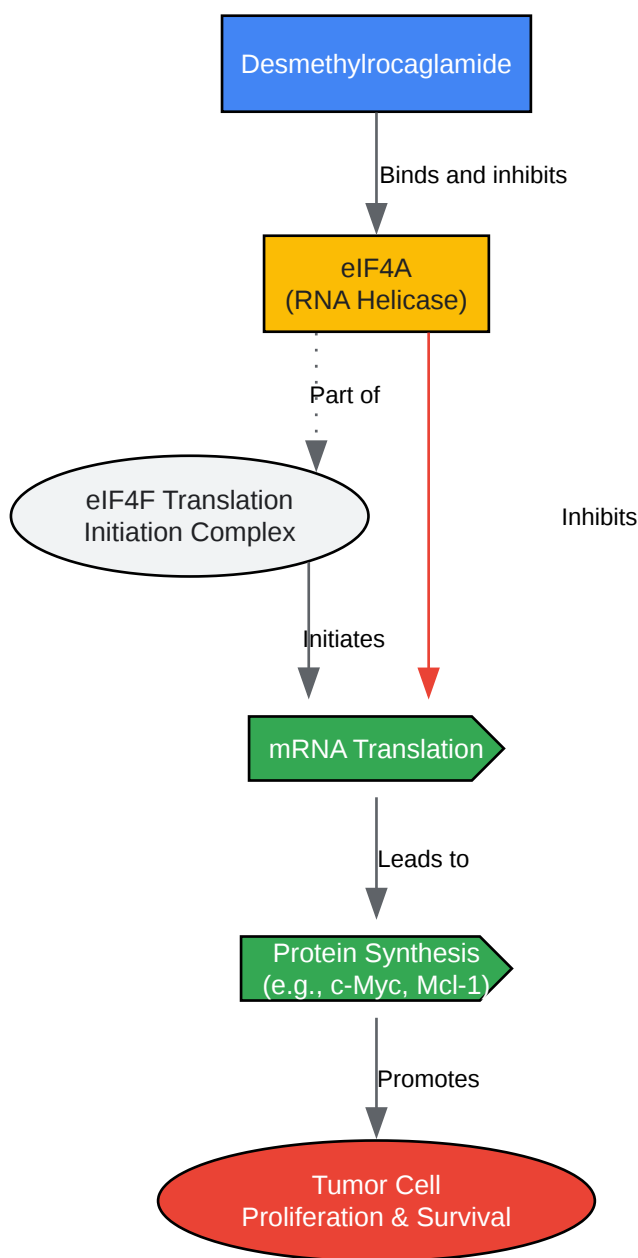 Desmethylrocaglamide
Binds and inhibits
eIF4A
(RNA Helicase)
Part of
eIF4F Translation
Initiation Complex
Inhibits
Initiates
mRNA Translation
Leads to
Protein Synthesis
(e.g., c-Myc, Mcl-1)
Promotes
Tumor Cell
Proliferation & Survival